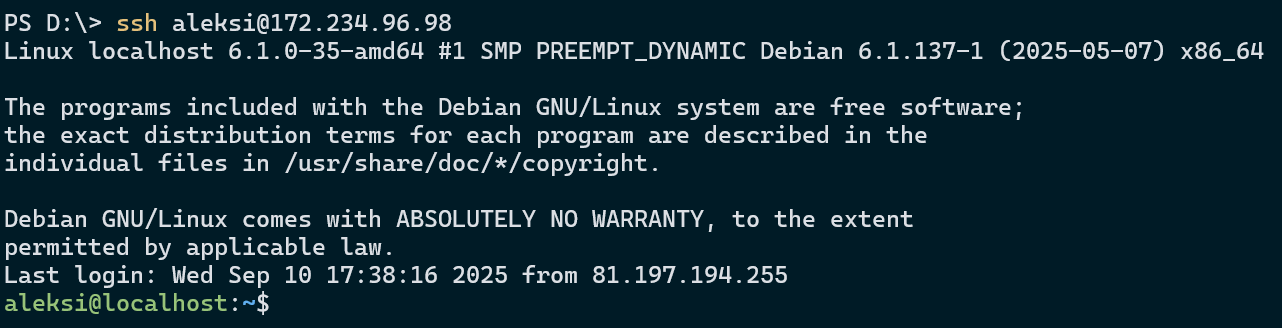 PS D:\> ssh aleksi@172.234.96.98
Linux localhost 6.1.0-35-amd64 #1 SMP PREEMPT_DYNAMIC Debian 6.1.137-1 (2025-05-07) x86_64
The programs included with the Debian GNU/Linux system are free software;
the exact distribution terms for each program are described in the
individual files in /usr/share/doc/*/copyright.
Debian GNU/Linux comes with ABSOLUTELY NO WARRANTY, to the extent
permitted by applicable law.
Last login: Wed Sep 10 17:38:16 2025 from 81.197.194.255
aleksi@localhost:~$